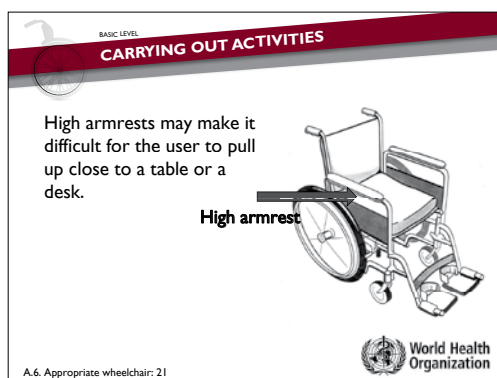 BASIC LEVEL
CARRYING OUT ACTIVITIES
High armrests may make it
difficult for the user to pull
up close to a table or a
desk.
High armrest
World Health
Organization
A.6. Appropriate wheelchair: 21